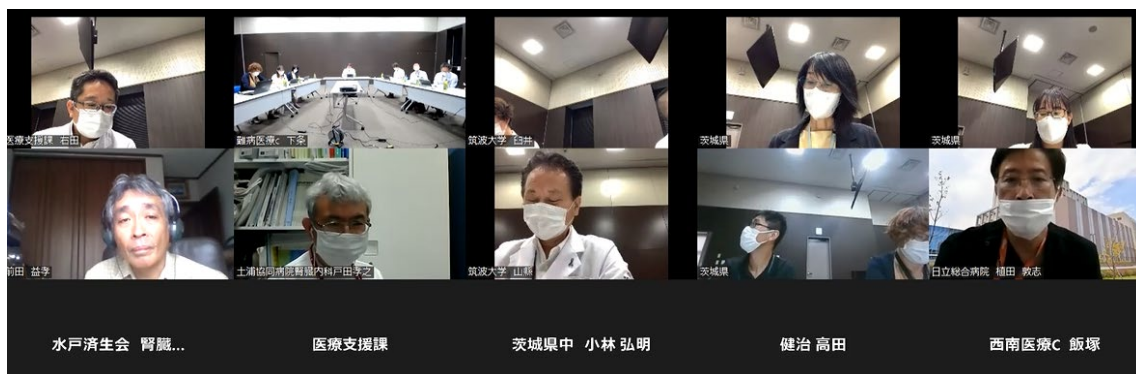 医療支援課 右田
難病医療c 下条
筑波大学 臼井
茨城県
茨城県
前田 益孝
土浦協同病院腎臓内科戸田孝之
筑波大学 山縣
茨城県
日立総合病院 植田 敦志
水戸済生会 腎臓...
医療支援課
茨城県中 小林 弘明
健治 高田
西南医療C 飯塚